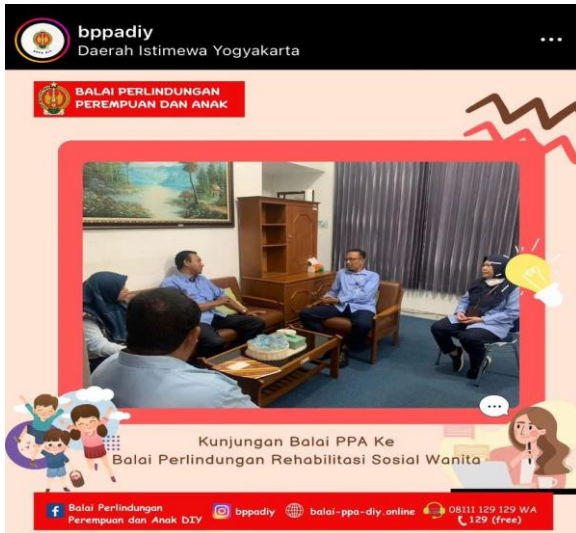 bppadiy
Daerah Istimewa Yogyakarta
BALAI PERLINDUNGAN
PEREMPUAN DAN ANAK
Kunjungan Balai PPA Ke
Balai Perlindungan Rehabilitasi Sosial Wanita
Balai Perlindungan
Perempuan dan Anak DIY
bppadiy
balai-ppa-diy.online
08111 129 129 WA
129 (free)